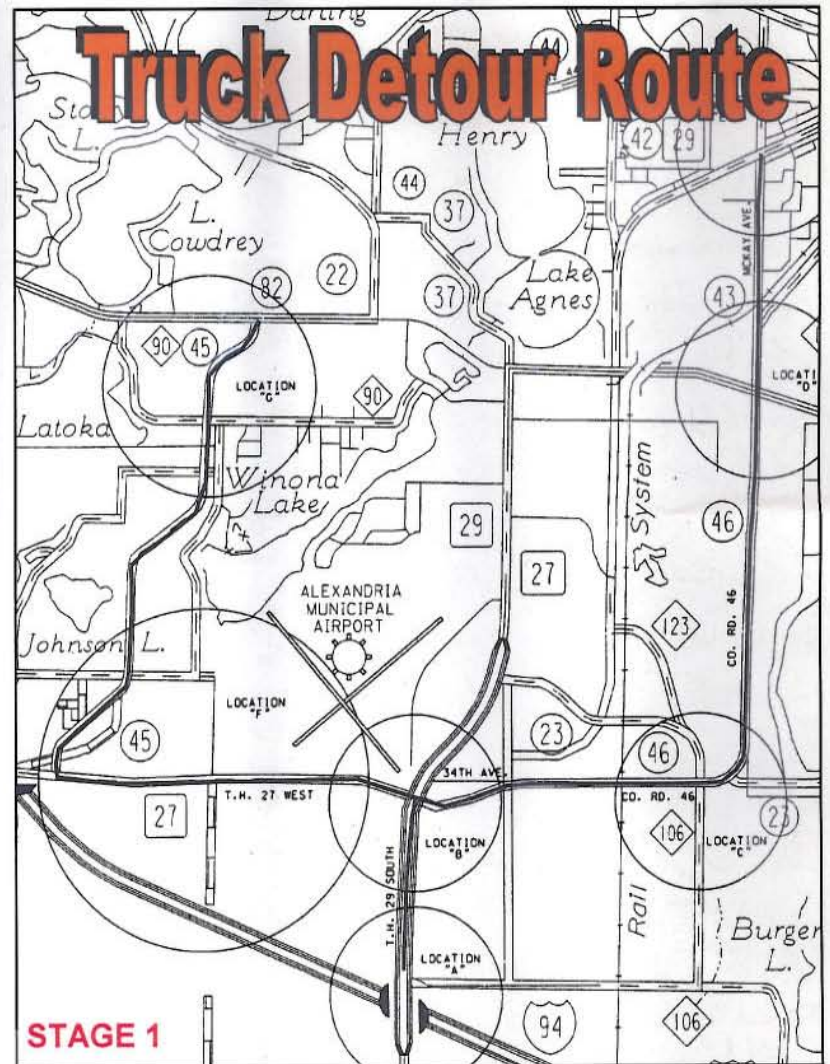 Darling
Truck Detour Route
44
L.
Henry
42 29
44
37
L.
Cowdrey
22
MCKAY AVE.
82
37
Lake
Agnes
43
90 45
LOCATION
"G"
90
LOCATI
"D"
Latoka
Winona
Lake
System
46
29
27
ALEXANDRIA
MUNICIPAL
AIRPORT
123
CO. RD. 46
Johnson L.
LOCATION
"F"
45
23
46
34TH AVE.
T.H. 27 WEST
CO. RD. 46
27
106
23
LOCATION
"B"
LOCATION
"C"
T.H. 29 SOUTH
Rail
Burger
L.
LOCATION
"A"
STAGE 1
94
106